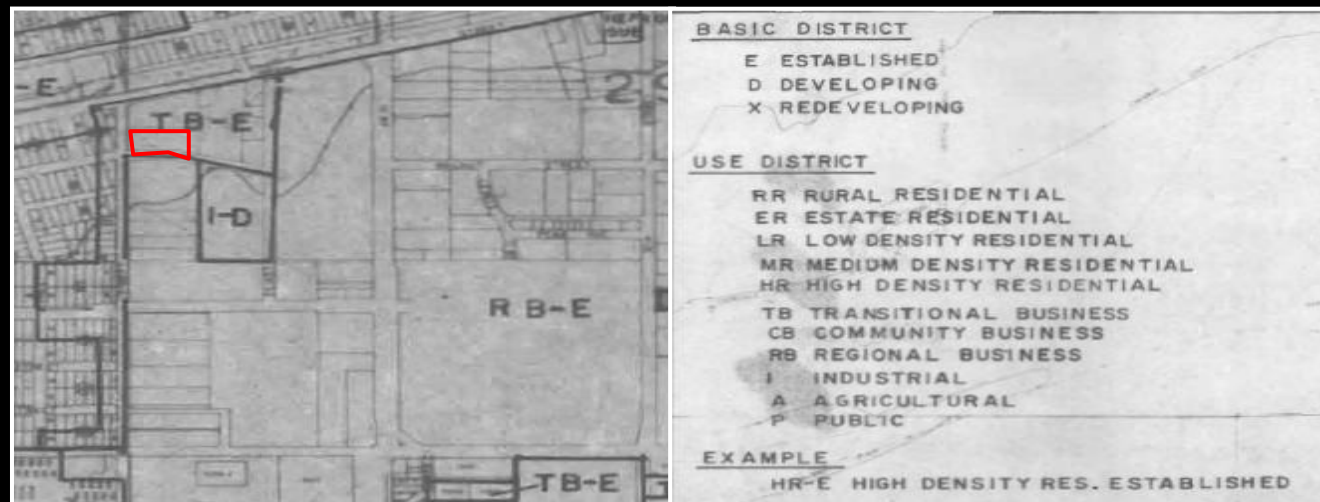 -E
TB-E
29
I-D
RB-E
TB-E
BASIC DISTRICT
E ESTABLISHED
D DEVELOPING
X REDEVELOPING
USE DISTRICT
RR RURAL RESIDENTIAL
ER ESTATE RESIDENTIAL
LR LOW DENSITY RESIDENTIAL
MR MEDIUM DENSITY RESIDENTIAL
HR HIGH DENSITY RESIDENTIAL
TB TRANSITIONAL BUSINESS
CB COMMUNITY BUSINESS
RB REGIONAL BUSINESS
I INDUSTRIAL
A AGRICULTURAL
P PUBLIC
EXAMPLE
HR-E HIGH DENSITY RES. ESTABLISHED